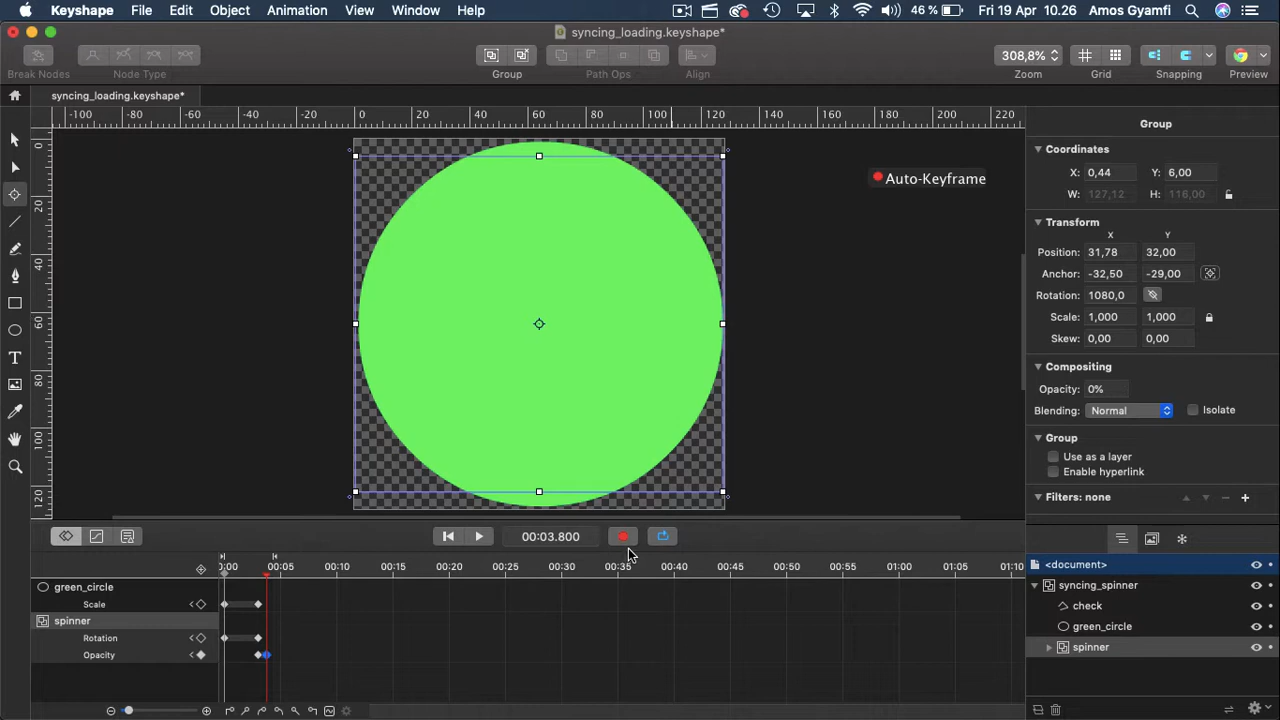 Keyshape File Edit Object Animation View Window Help 46 % Fri 19 Apr 10.26 Amos Gyamfi
syncing_loading.keyshape*
308,8%
Break Nodes Node Type Group Path Ops Align Zoom Grid Snapping Preview
syncing_loading.keyshape*
-100 -80 -60 -40 -20 0 20 40 60 80 100 120 140 160 180 200 220
0
20
40
60
80
100
120
Auto-Keyframe
Group
Coordinates
X: 0,44 Y: 6,00
W: 127,12 H: 116,00
Transform
X Y
Position: 31,78 32,00
Anchor: -32,50 -29,00
Rotation: 1080,0
Scale: 1,000 1,000
Skew: 0,00 0,00
Compositing
Opacity: 0%
Blending: Normal Isolate
Group
Use as a layer
Enable hyperlink
Filters: none
00:03.800
:00 00:05 00:10 00:15 00:20 00:25 00:30 00:35 00:40 00:45 00:50 00:55 01:00 01:05 01:10
green_circle
Scale
spinner
Rotation
Opacity
<document>
syncing_spinner
check
green_circle
spinner